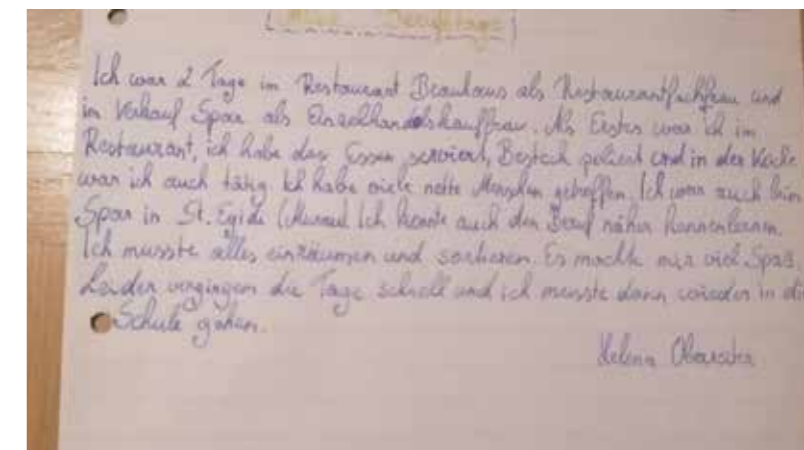 Ich war 2 Tage im Restaurant Brauhaus als Restaurantfachfrau und
im Verkauf Spar als Einzelhandelskauffrau. Als Erstes war ich im
Restaurant, ich habe das Essen serviert, Besteck poliert und in der Küche
war ich auch tätig. Ich habe viele nette Menschen getroffen. Ich war auch beim
Spar in St. Egidi Ich konnte auch den Beruf näher kennenlernen.
Ich musste alles einräumen und sortieren. Es machte mir viel Spaß.
Leider vergingen die Tage schnell und ich musste dann wieder in die
Schule gehen.
Helena